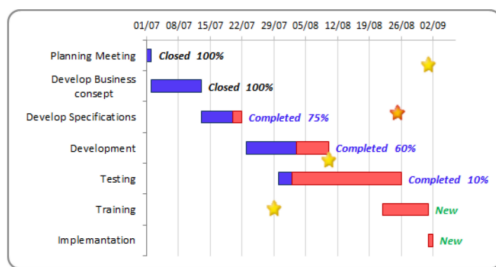 01/07 08/07 15/07 22/07 29/07 05/08 12/08 19/08 26/08 02/09
Planning Meeting Closed 100%
Develop Business
consept Closed 100%
Develop Specifications Completed 75%
Development Completed 60%
Testing Completed 10%
Training New
Implemantation New